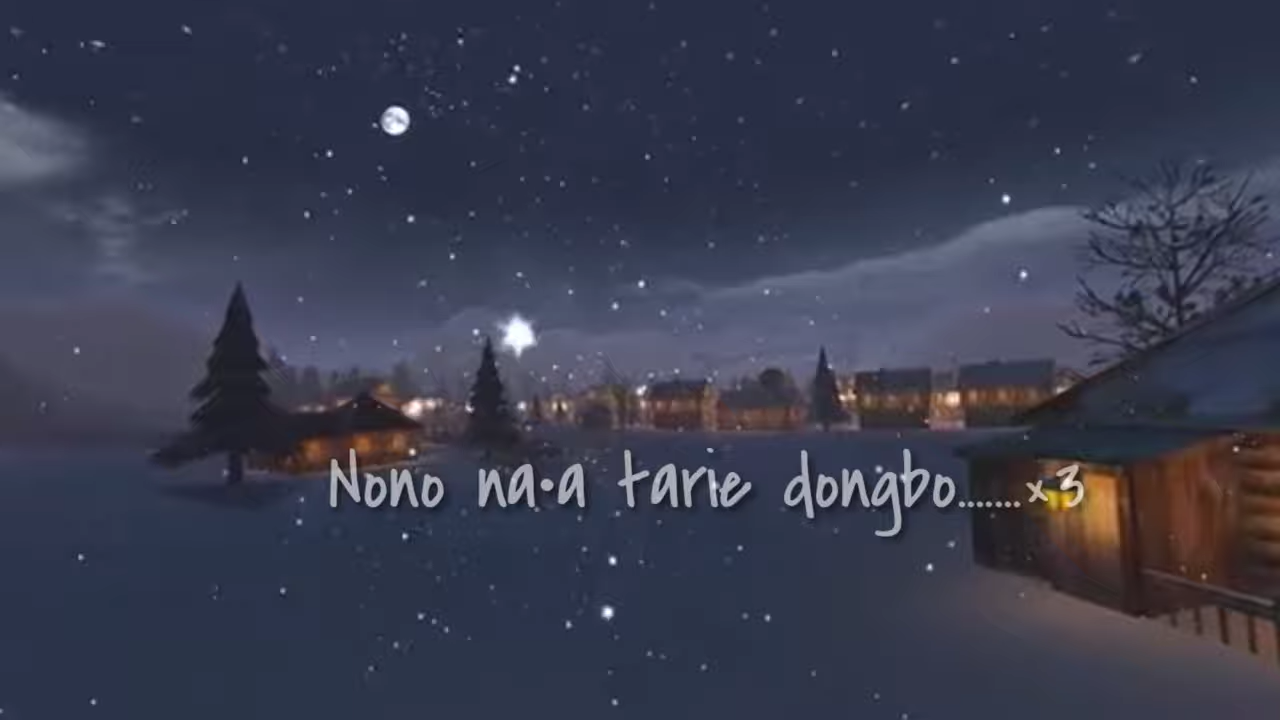 Nono na•a tarie dongbo.......×3